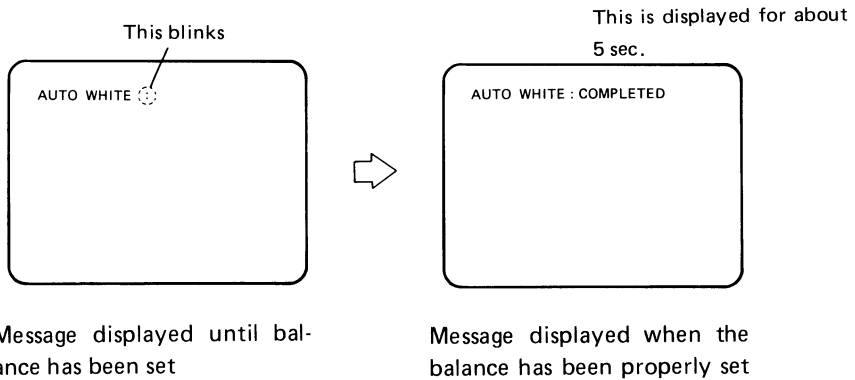 This blinks
AUTO WHITE :
Message displayed until bal-
ance has been set
This is displayed for about
5 sec.
AUTO WHITE : COMPLETED
Message displayed when the
balance has been properly set